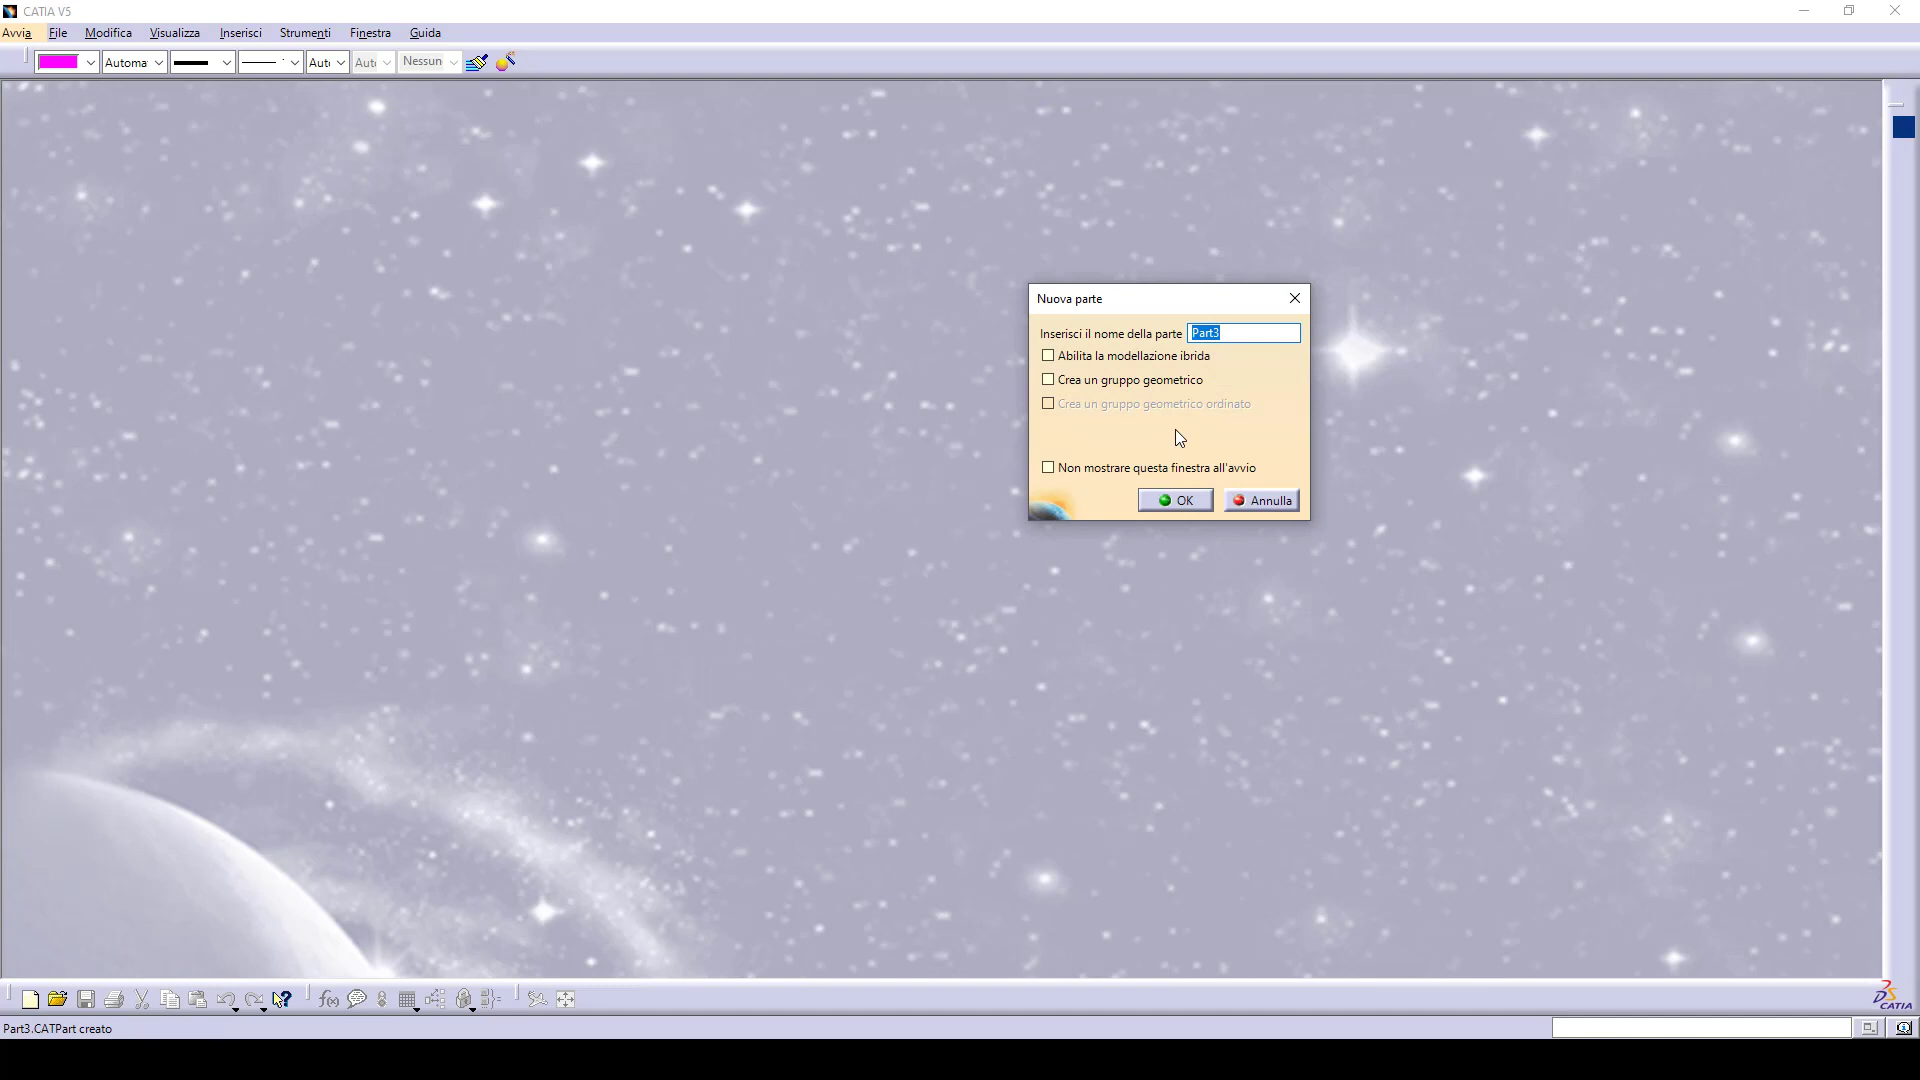 CATIA V5
Avvia File Modifica Visualizza Inserisci Strumenti Finestra Guida
Automa Aut Aut Nessun
Nuova parte
Inserisci il nome della parte Part3
Abilita la modellazione ibrida
Crea un gruppo geometrico
Crea un gruppo geometrico ordinato
Non mostrare questa finestra all'avvio
OK Annulla
f(x)
CATIA
Part3.CATPart creato